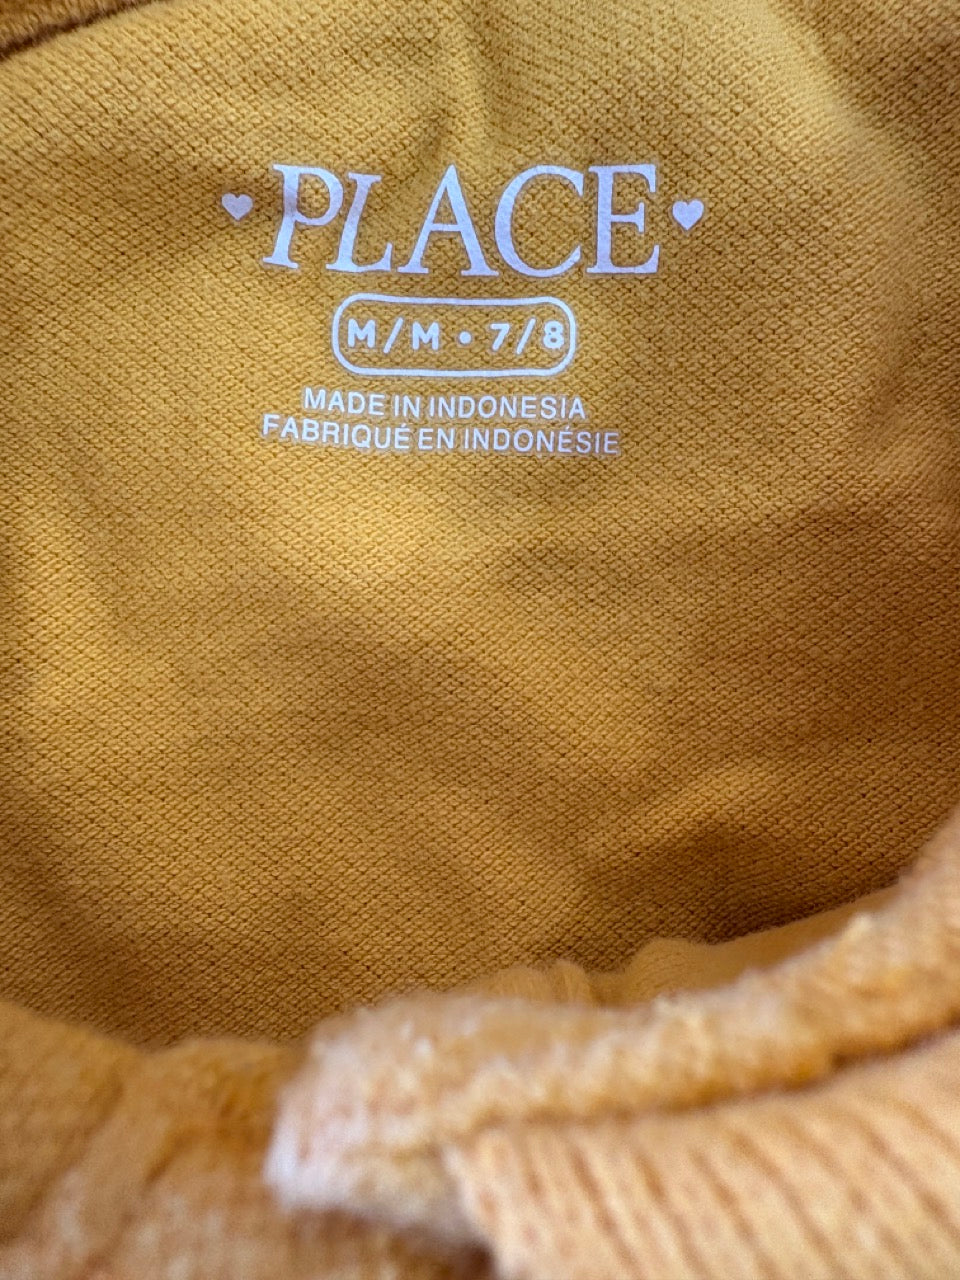 ♥ PLACE ♥
M/M • 7/8
MADE IN INDONESIA
FABRIQUÉ EN INDONÉSIE